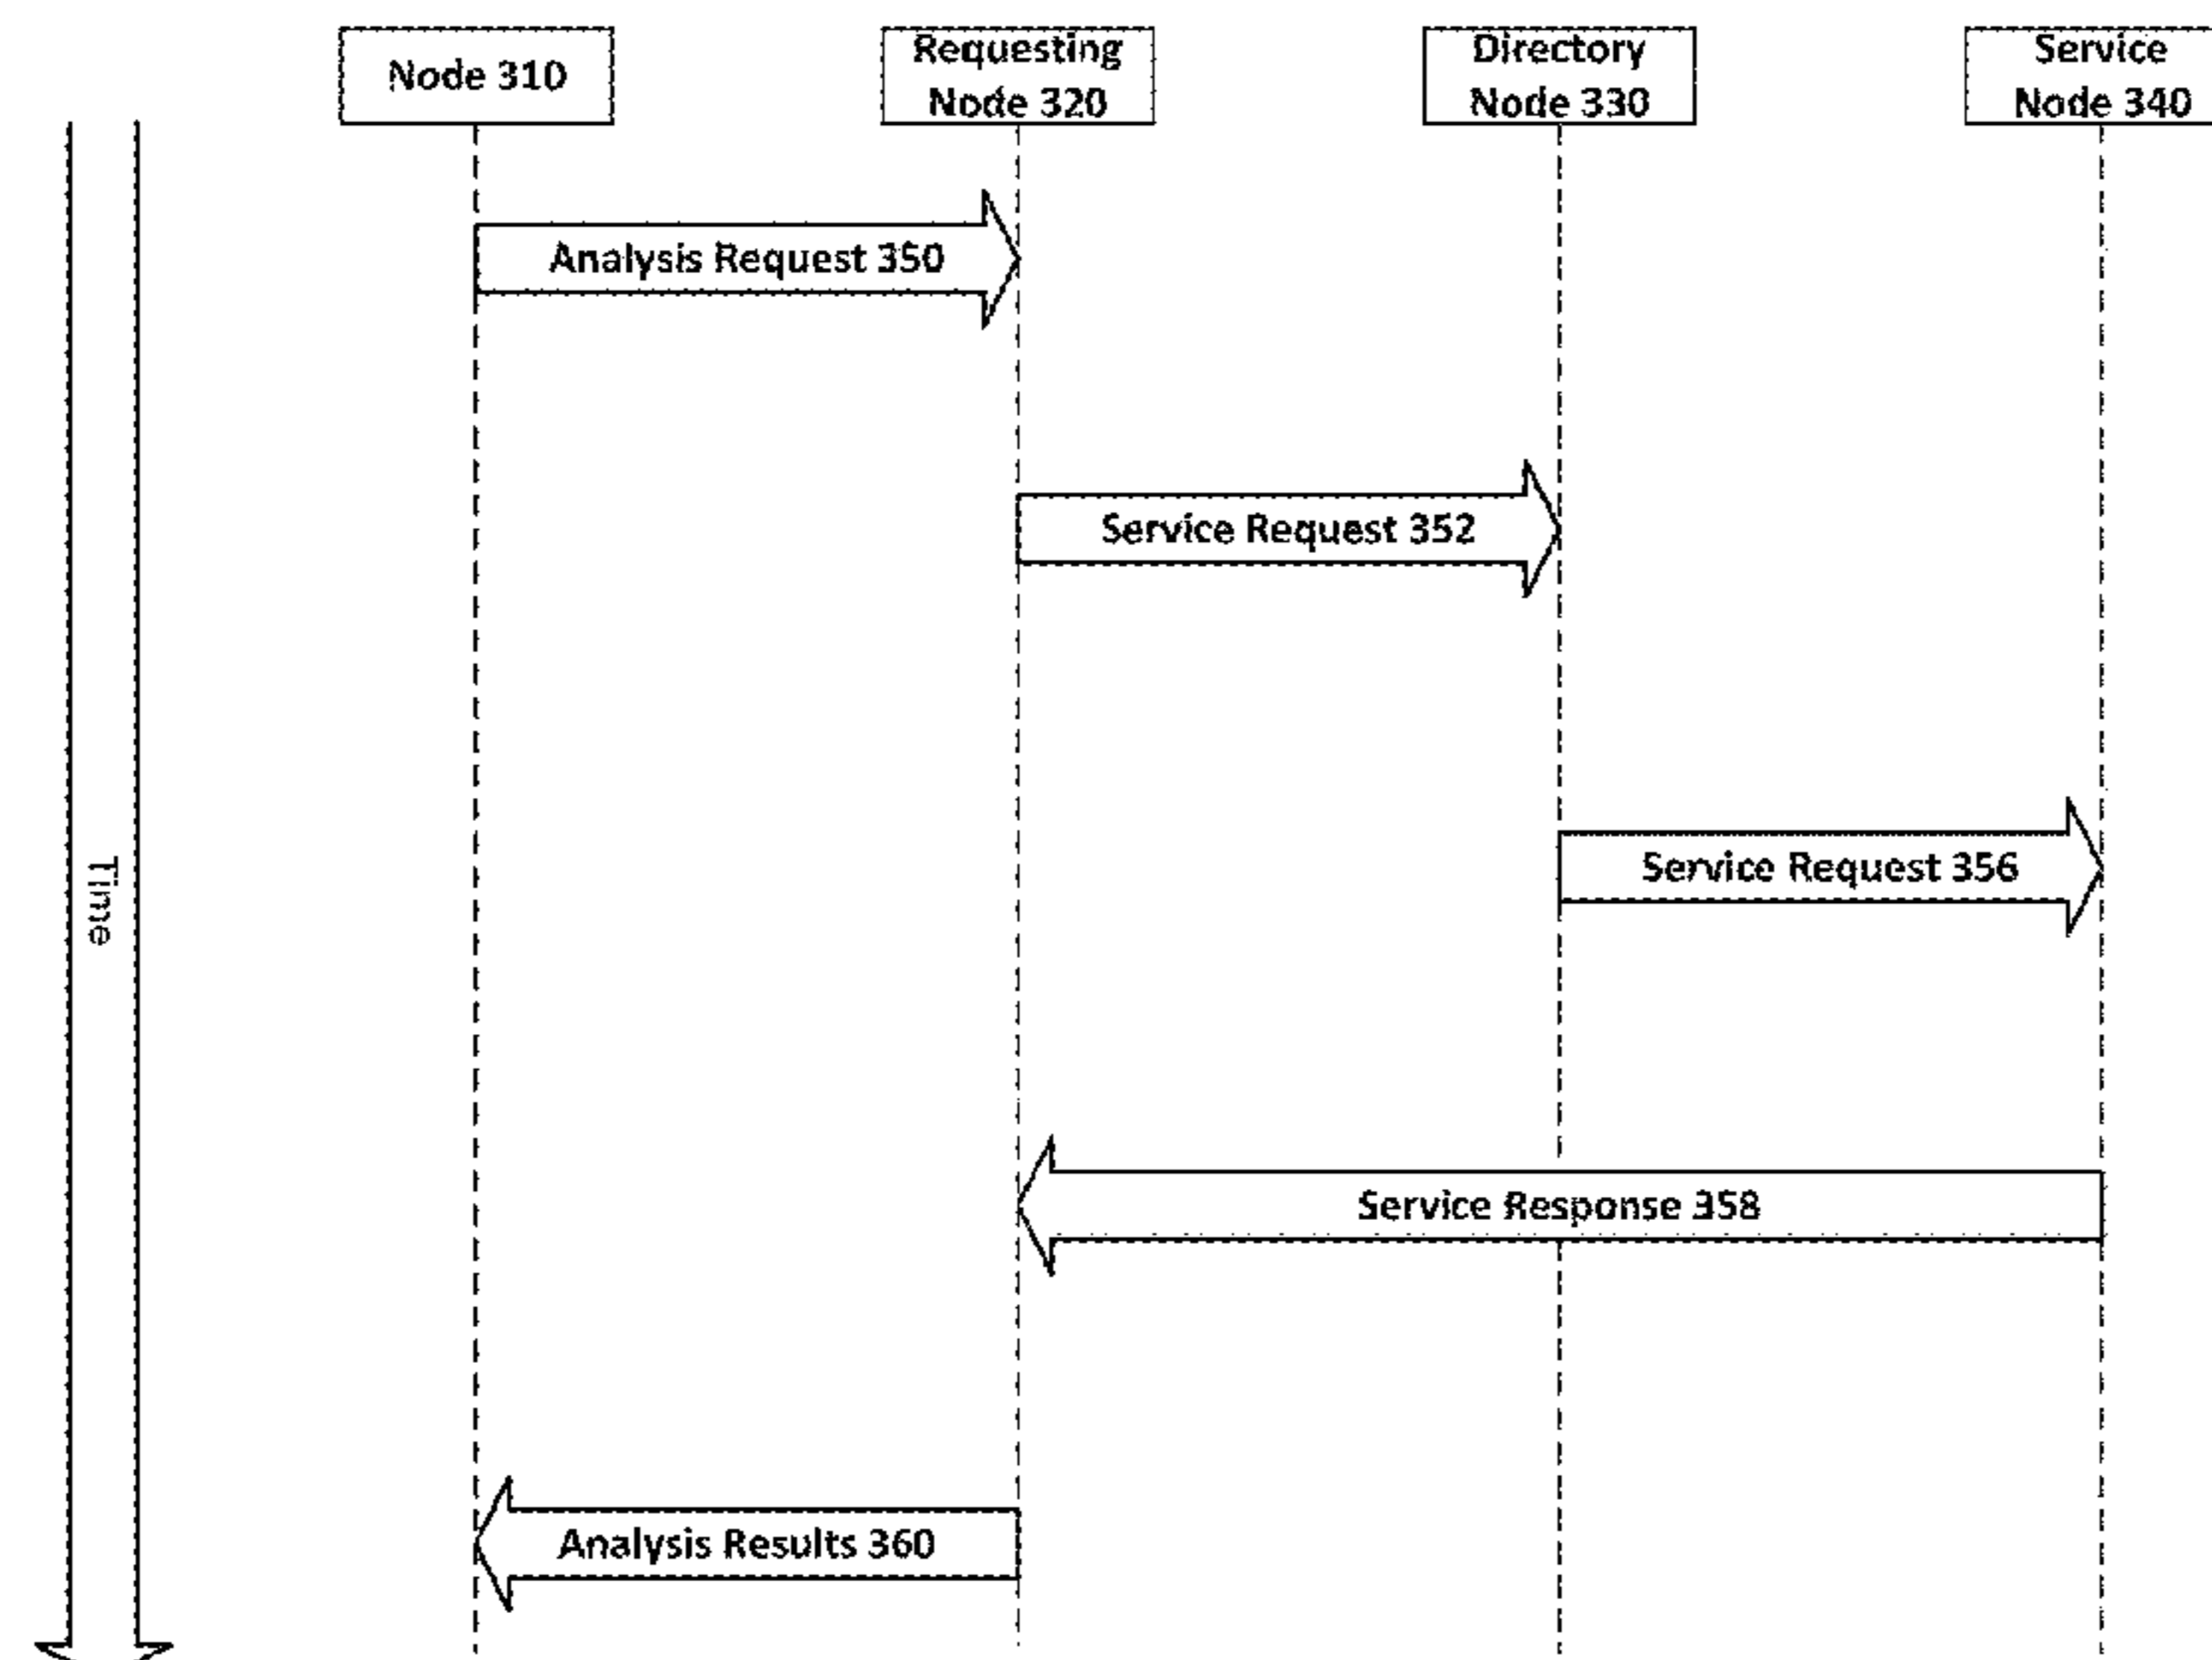 Node 310
Requesting
Node 320
Directory
Node 330
Service
Node 340
Analysis Request 350
Service Request 352
Time
Service Request 356
Service Response 358
Analysis Results 360